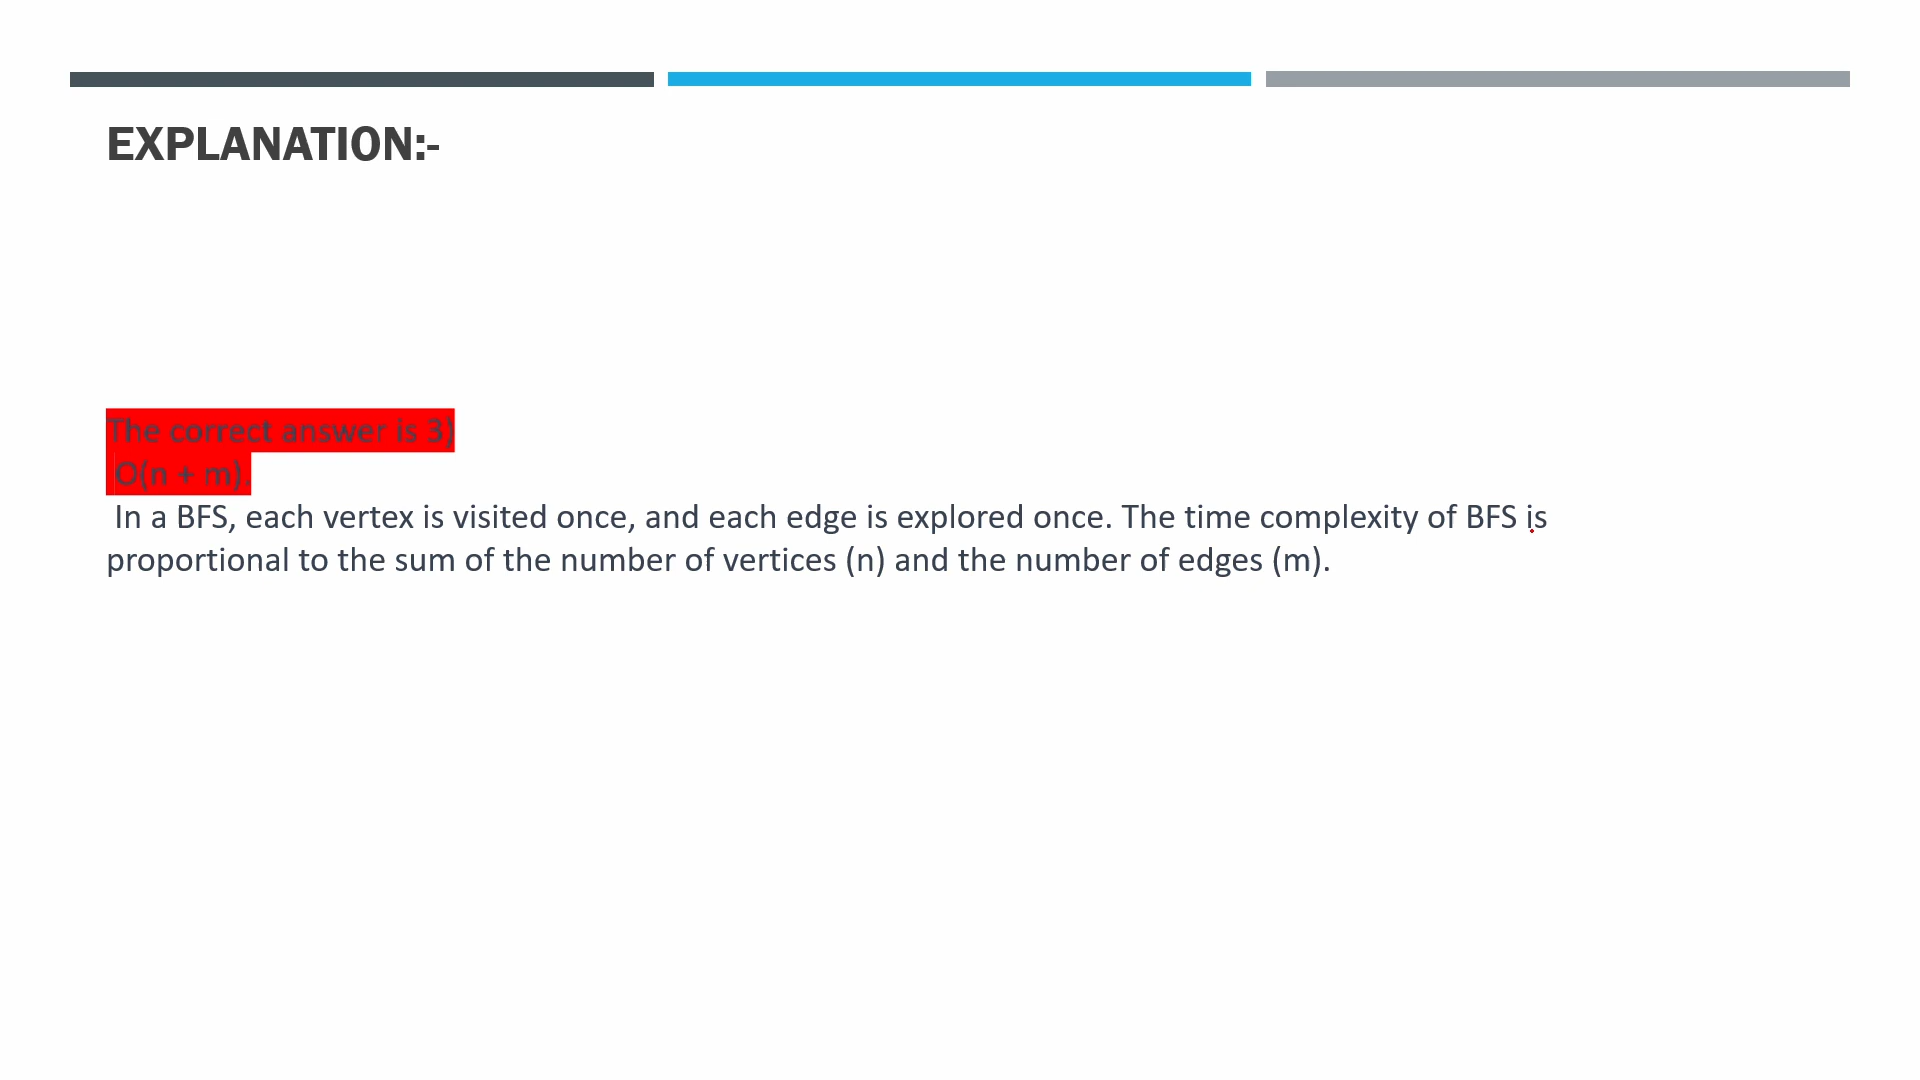 EXPLANATION:-
The correct answer is 3)
O(n + m).
In a BFS, each vertex is visited once, and each edge is explored once. The time complexity of BFS is
proportional to the sum of the number of vertices (n) and the number of edges (m).